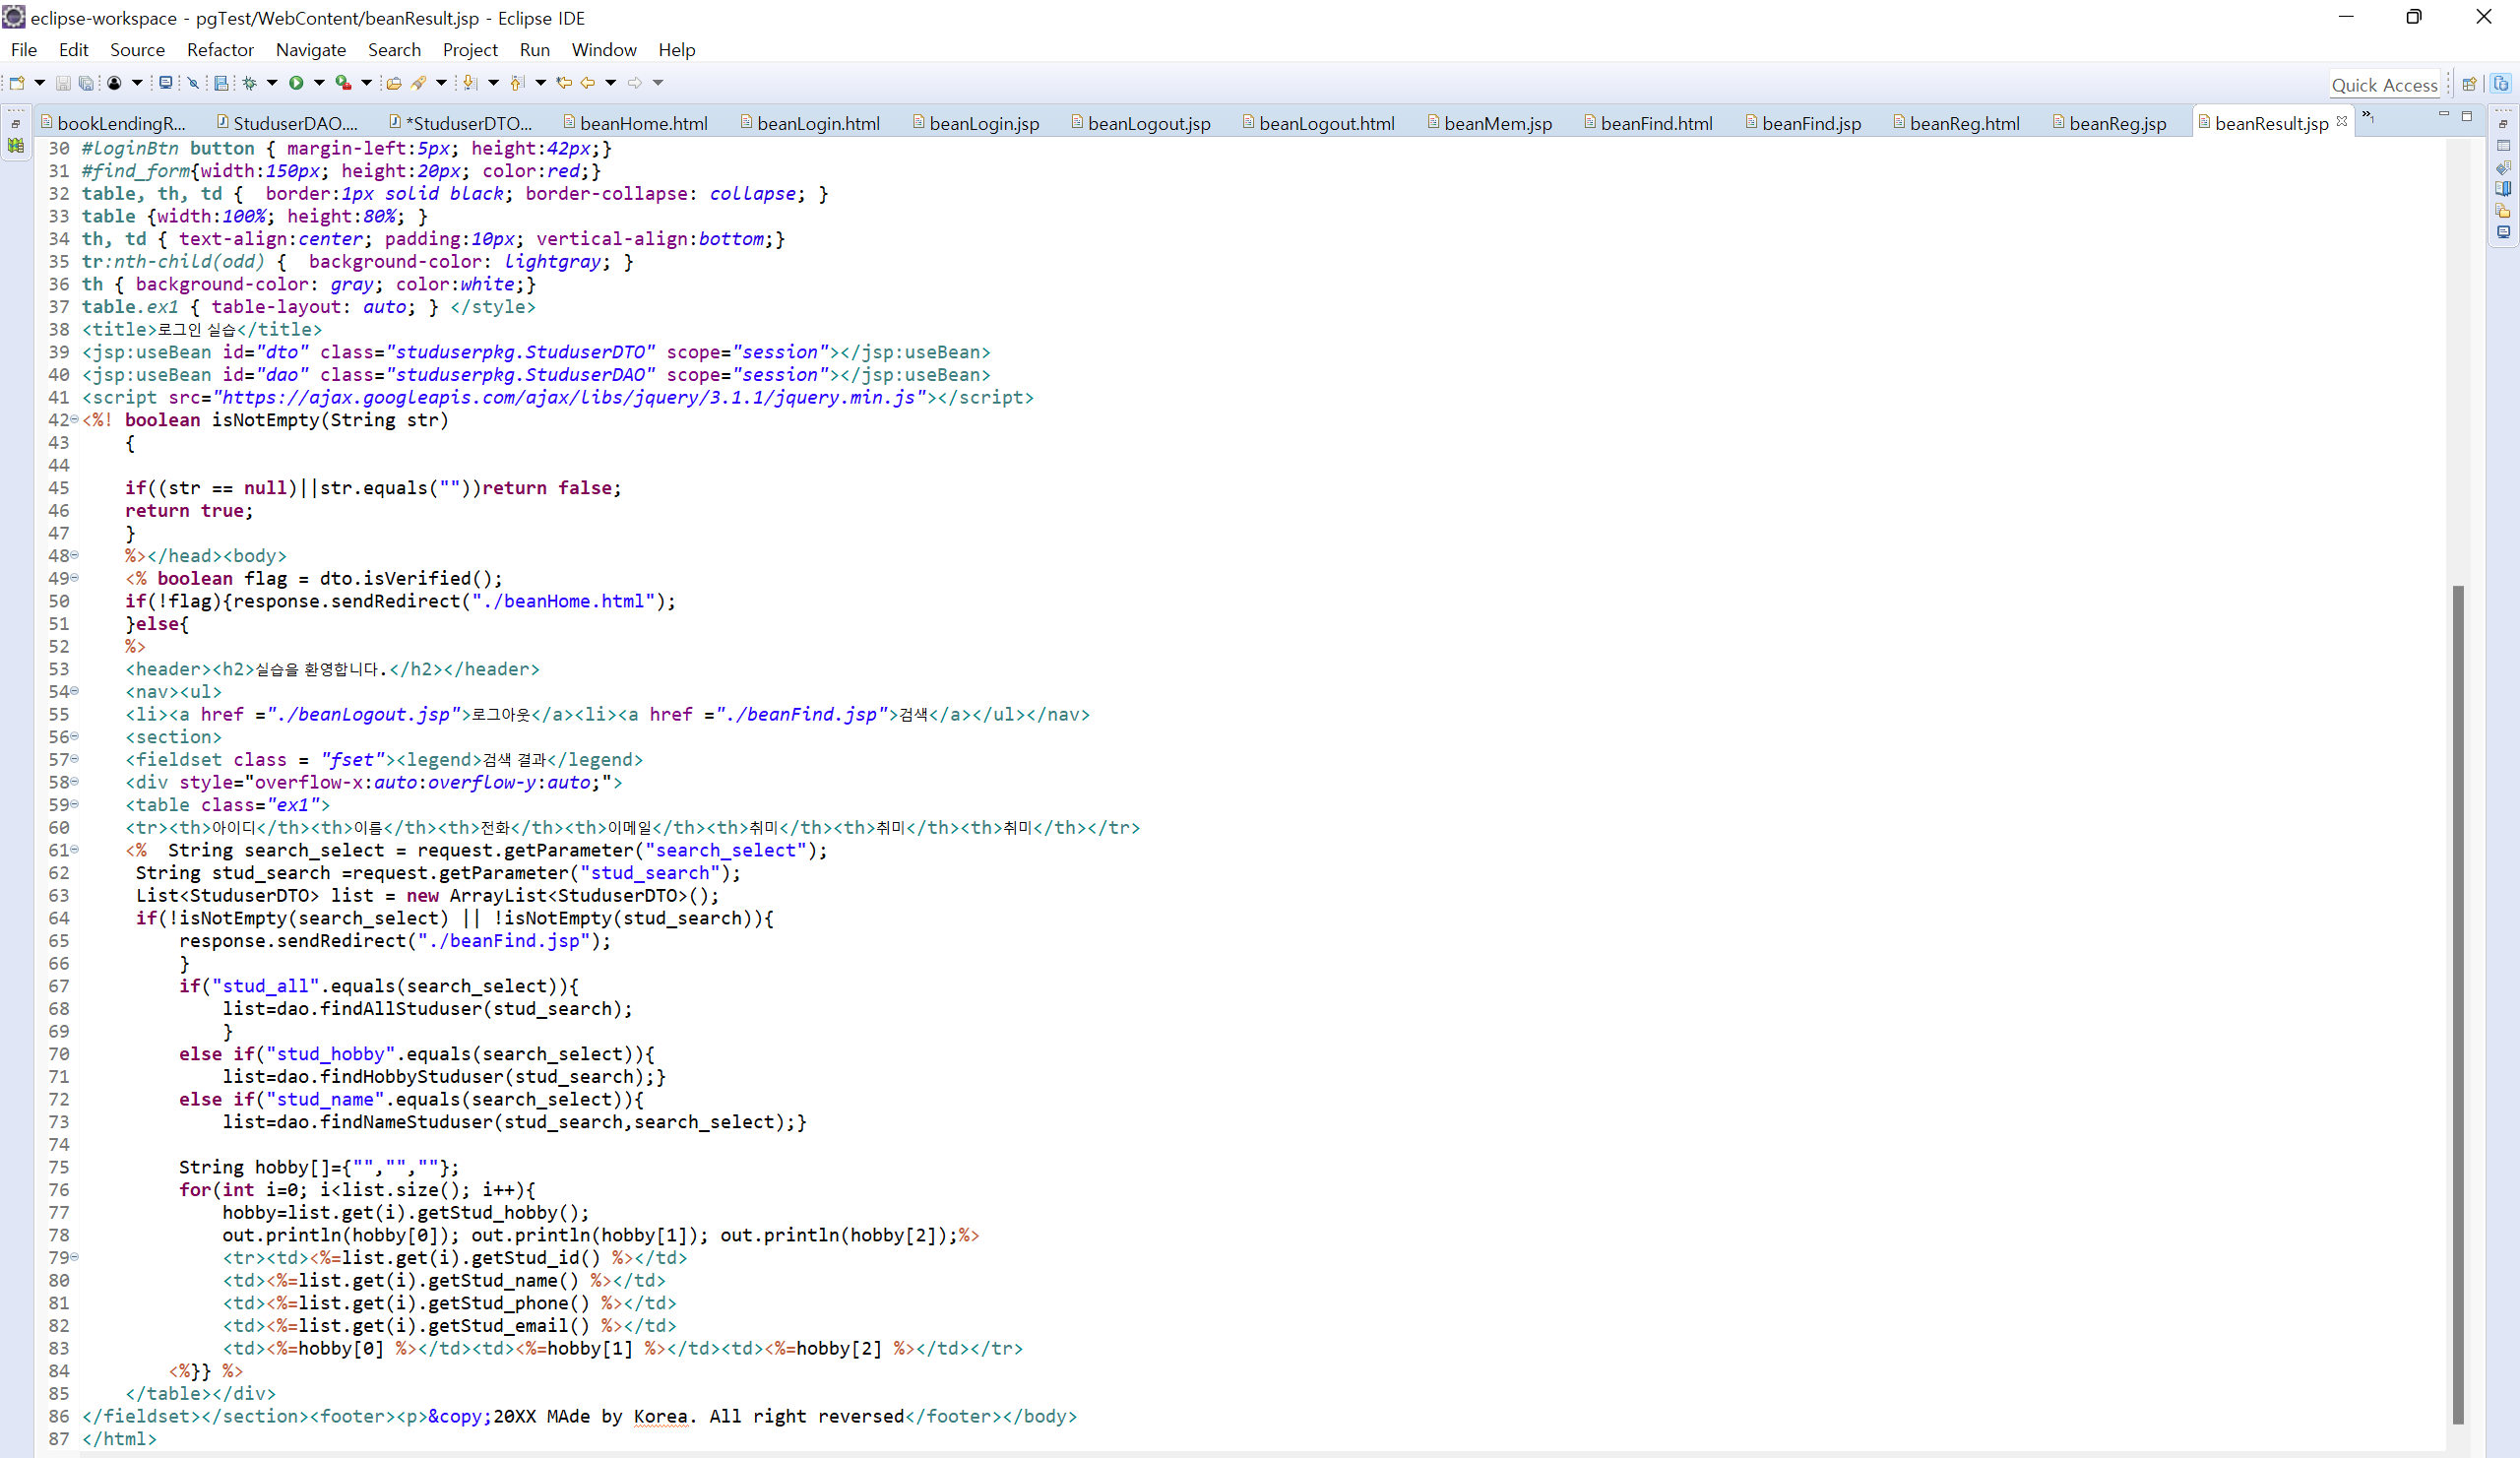 eclipse-workspace - pgTest/WebContent/beanResult.jsp - Eclipse IDE
File Edit Source Refactor Navigate Search Project Run Window Help
Quick Access
bookLendingR... StuduserDAO.... *StuduserDTO... beanHome.html beanLogin.html beanLogin.jsp beanLogout.jsp beanLogout.html beanMem.jsp beanFind.html beanFind.jsp beanReg.html beanReg.jsp beanResult.jsp »1
30 #loginBtn button { margin-left:5px; height:42px;}
31 #find_form{width:150px; height:20px; color:red;}
32 table, th, td {  border:1px solid black; border-collapse: collapse; }
33 table {width:100%; height:80%; }
34 th, td { text-align:center; padding:10px; vertical-align:bottom;}
35 tr:nth-child(odd) {  background-color: lightgray; }
36 th { background-color: gray; color:white;}
37 table.ex1 { table-layout: auto; } </style>
38 <title>로그인 실습</title>
39 <jsp:useBean id="dto" class="studuserpkg.StuduserDTO" scope="session"></jsp:useBean>
40 <jsp:useBean id="dao" class="studuserpkg.StuduserDAO" scope="session"></jsp:useBean>
41 <script src="https://ajax.googleapis.com/ajax/libs/jquery/3.1.1/jquery.min.js"></script>
42 <%! boolean isNotEmpty(String str)
43     {
44
45     if((str == null)||str.equals(""))return false;
46     return true;
47     }
48     %></head><body>
49     <% boolean flag = dto.isVerified();
50     if(!flag){response.sendRedirect("./beanHome.html");
51     }else{
52     %>
53     <header><h2>실습을 환영합니다.</h2></header>
54     <nav><ul>
55     <li><a href ="./beanLogout.jsp">로그아웃</a><li><a href ="./beanFind.jsp">검색</a></ul></nav>
56     <section>
57     <fieldset class = "fset"><legend>검색 결과</legend>
58     <div style="overflow-x:auto:overflow-y:auto;">
59     <table class="ex1">
60     <tr><th>아이디</th><th>이름</th><th>전화</th><th>이메일</th><th>취미</th><th>취미</th><th>취미</th></tr>
61     <%  String search_select = request.getParameter("search_select");
62      String stud_search =request.getParameter("stud_search");
63      List<StuduserDTO> list = new ArrayList<StuduserDTO>();
64      if(!isNotEmpty(search_select) || !isNotEmpty(stud_search)){
65          response.sendRedirect("./beanFind.jsp");
66          }
67          if("stud_all".equals(search_select)){
68              list=dao.findAllStuduser(stud_search);
69              }
70          else if("stud_hobby".equals(search_select)){
71              list=dao.findHobbyStuduser(stud_search);}
72          else if("stud_name".equals(search_select)){
73              list=dao.findNameStuduser(stud_search,search_select);}
74
75          String hobby[]={"","",""};
76          for(int i=0; i<list.size(); i++){
77              hobby=list.get(i).getStud_hobby();
78              out.println(hobby[0]); out.println(hobby[1]); out.println(hobby[2]);%>
79              <tr><td><%=list.get(i).getStud_id() %></td>
80              <td><%=list.get(i).getStud_name() %></td>
81              <td><%=list.get(i).getStud_phone() %></td>
82              <td><%=list.get(i).getStud_email() %></td>
83              <td><%=hobby[0] %></td><td><%=hobby[1] %></td><td><%=hobby[2] %></td></tr>
84         <%}} %>
85     </table></div>
86 </fieldset></section><footer><p>&copy;20XX MAde by Korea. All right reversed</footer></body>
87 </html>